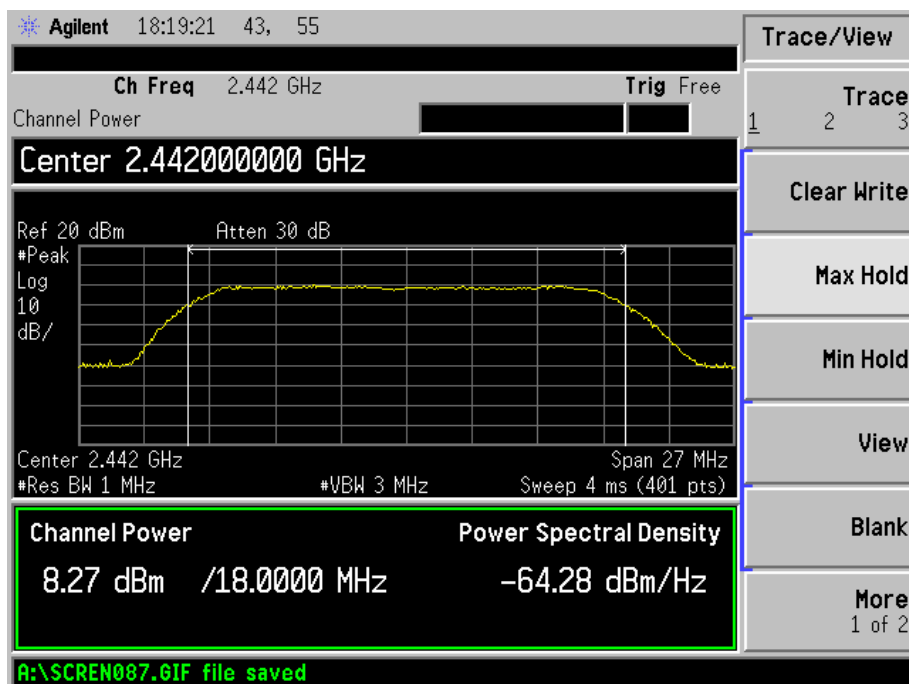 Agilent 18:19:21 43, 55
Trace/View
Ch Freq 2.442 GHz Trig Free
Channel Power
Trace
1 2 3
Center 2.442000000 GHz
Clear Write
Ref 20 dBm Atten 30 dB
#Peak
Log
10
dB/
Max Hold
Min Hold
View
Center 2.442 GHz Span 27 MHz
#Res BW 1 MHz #VBW 3 MHz Sweep 4 ms (401 pts)
Channel Power Power Spectral Density
8.27 dBm /18.0000 MHz -64.28 dBm/Hz
Blank
More
1 of 2
A:\SCREN087.GIF file saved